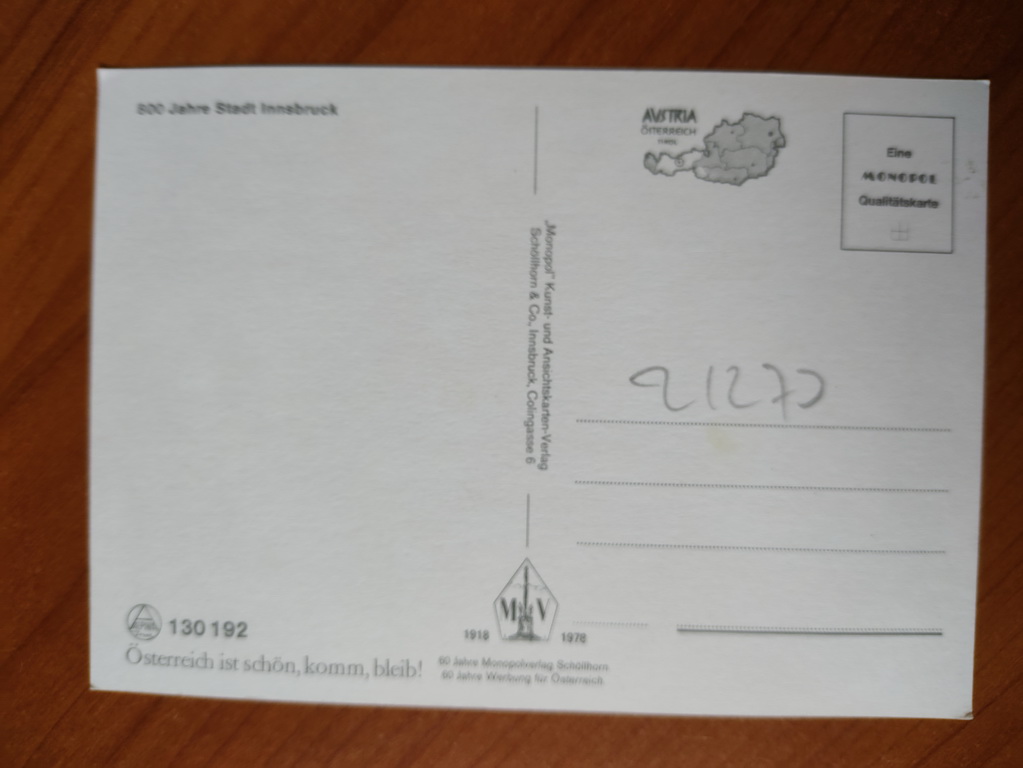 800 Jahre Stadt Innsbruck
AUSTRIA
ÖSTERREICH
Eine
MONOPOL
Qualitätskarte
„Monopol" Kunst- und Ansichtskarten-Verlag
Schöllhorn & Co., Innsbruck, Colingasse 6
21270
M V
1918 1978
60 Jahre Monopolverlag Schöllhorn
60 Jahre Werbung für Österreich
130 192
Österreich ist schön, komm, bleib!